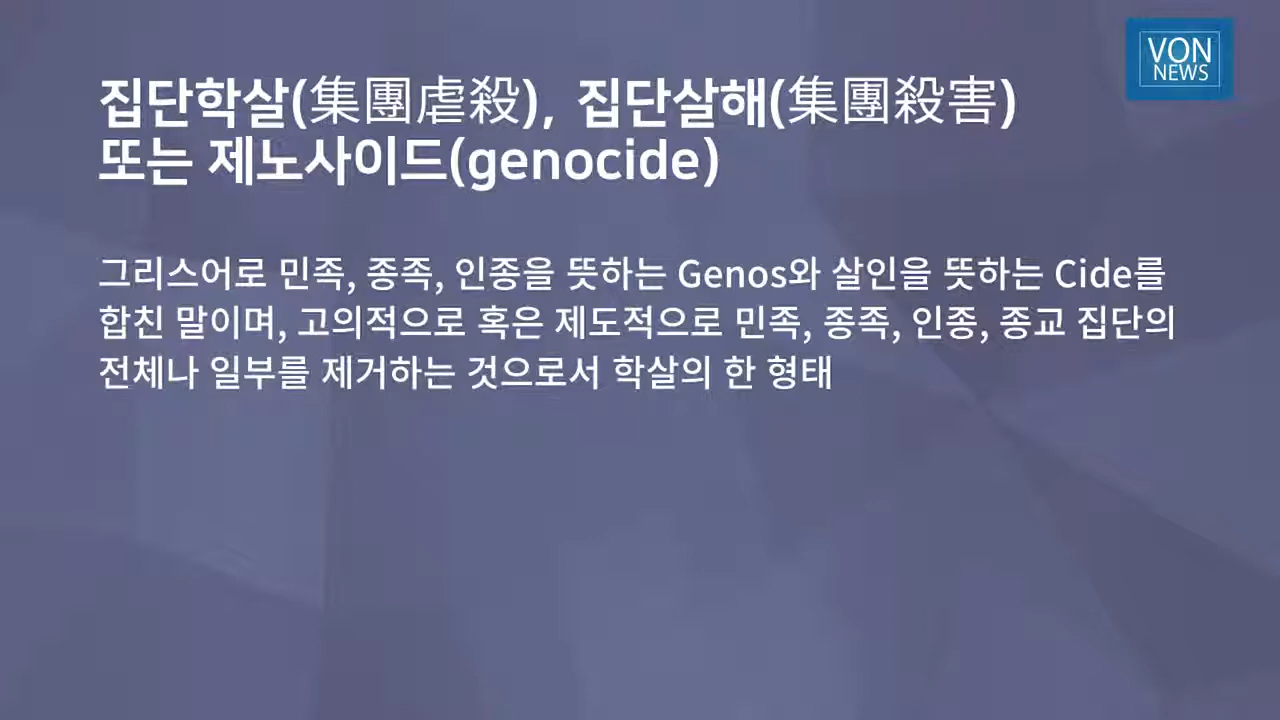 VON
NEWS
집단학살(集團虐殺), 집단살해(集團殺害)
또는 제노사이드(genocide)
그리스어로 민족, 종족, 인종을 뜻하는 Genos와 살인을 뜻하는 Cide를
합친 말이며, 고의적으로 혹은 제도적으로 민족, 종족, 인종, 종교 집단의
전체나 일부를 제거하는 것으로서 학살의 한 형태